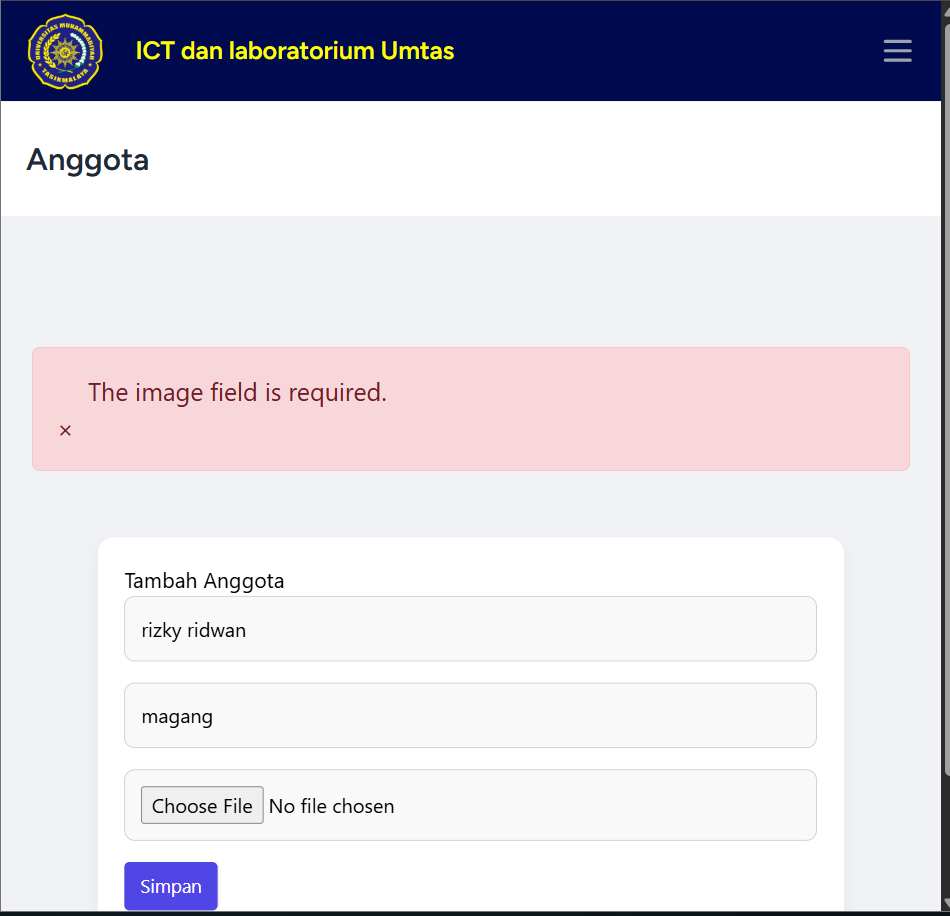 UNIVERSITAS MUHAMMADIYAH
TASIKMALAYA
ICT dan laboratorium Umtas
Anggota
The image field is required.
×
Tambah Anggota
rizky ridwan
magang
Choose File No file chosen
Simpan